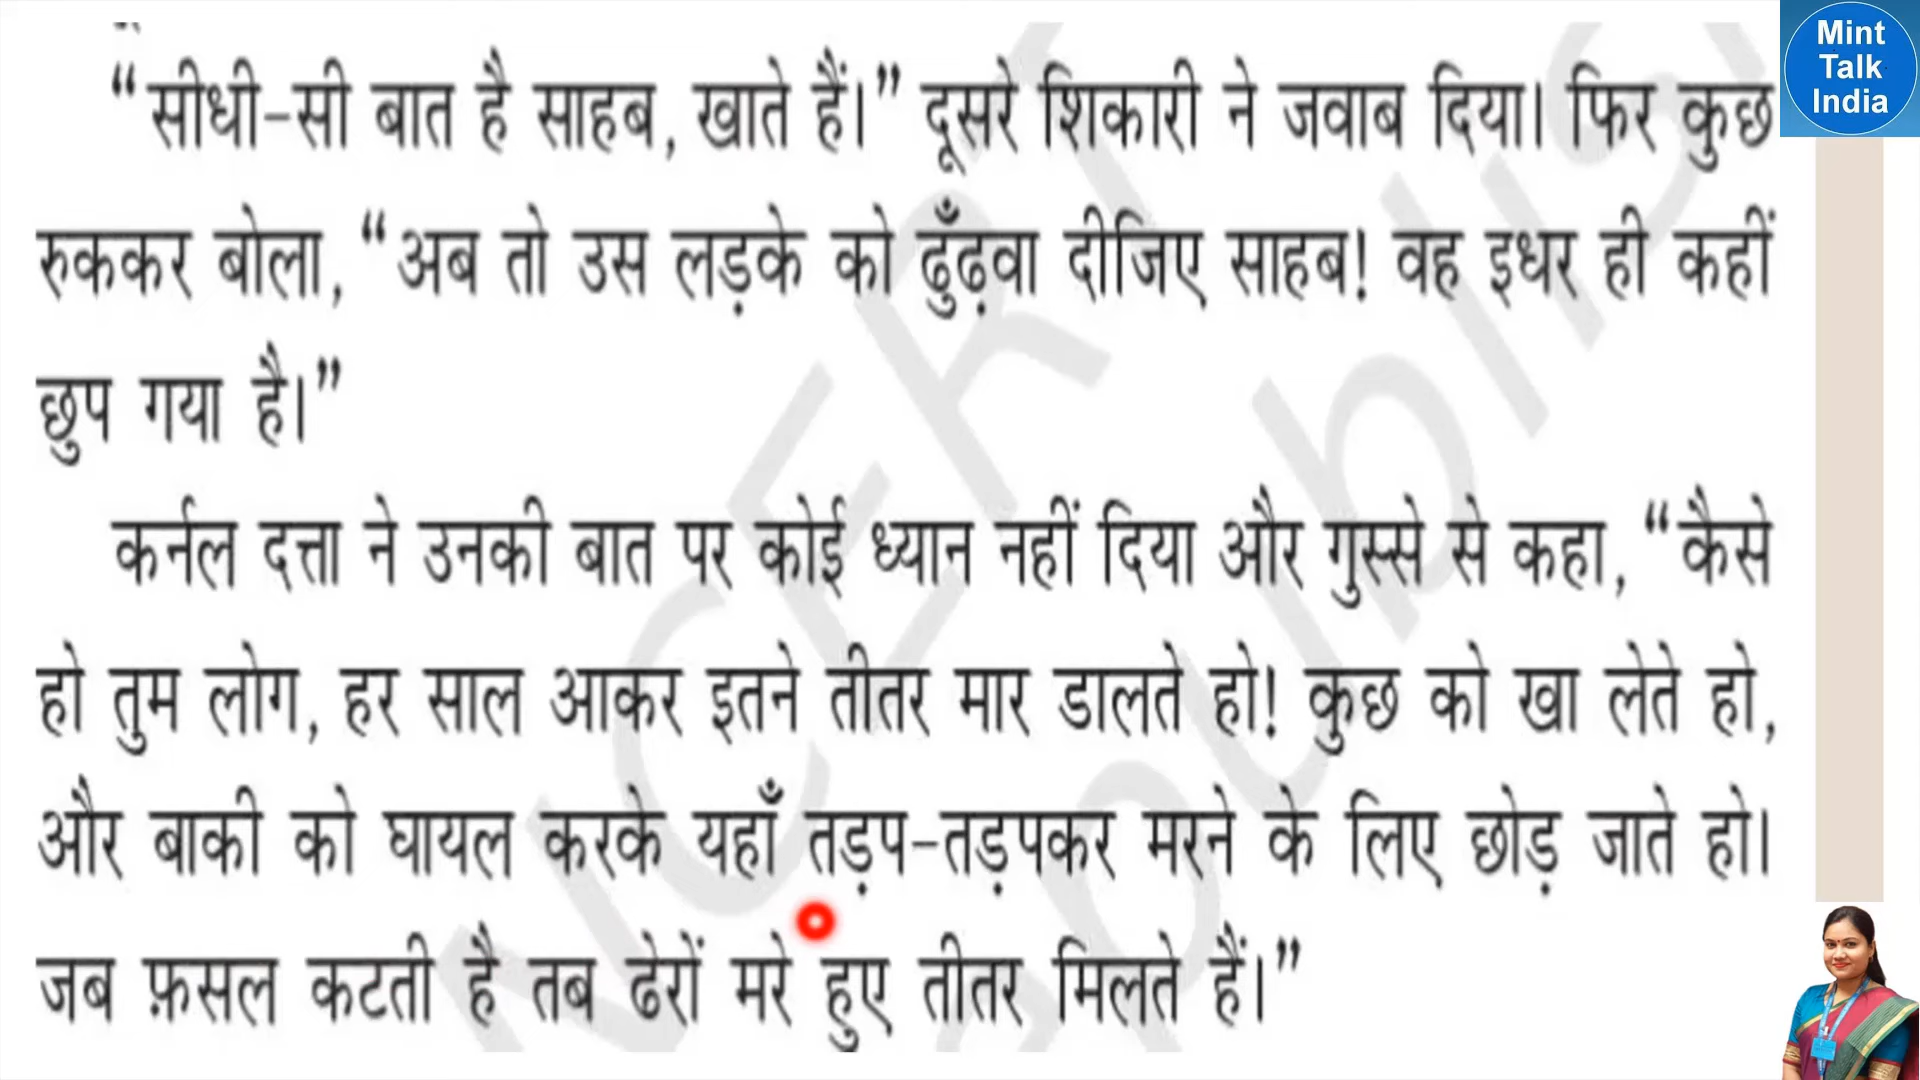 “सीधी-सी बात है साहब, खाते हैं।” दूसरे शिकारी ने जवाब दिया। फिर कुछ
रुककर बोला, “अब तो उस लड़के को ढुँढ़वा दीजिए साहब! वह इधर ही कहीं
छुप गया है।”
कर्नल दत्ता ने उनकी बात पर कोई ध्यान नहीं दिया और गुस्से से कहा, “कैसे
हो तुम लोग, हर साल आकर इतने तीतर मार डालते हो! कुछ को खा लेते हो,
और बाकी को घायल करके यहाँ तड़प-तड़पकर मरने के लिए छोड़ जाते हो।
जब फ़सल कटती है तब ढेरों मरे हुए तीतर मिलते हैं।”
Mint
Talk
India
NCERT